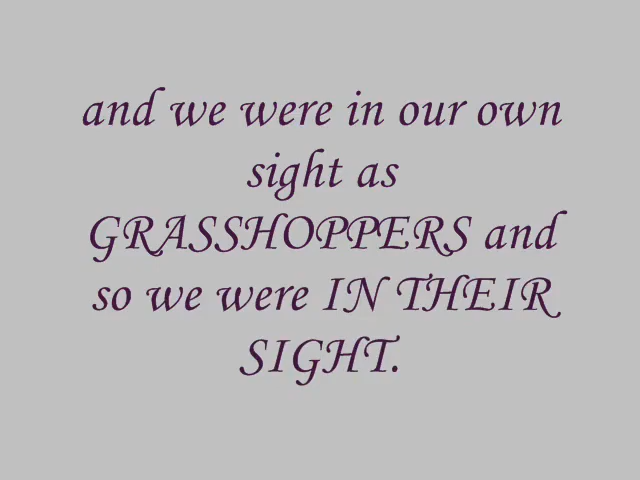 and we were in our own
sight as
GRASSHOPPERS and
so we were IN THEIR
SIGHT.